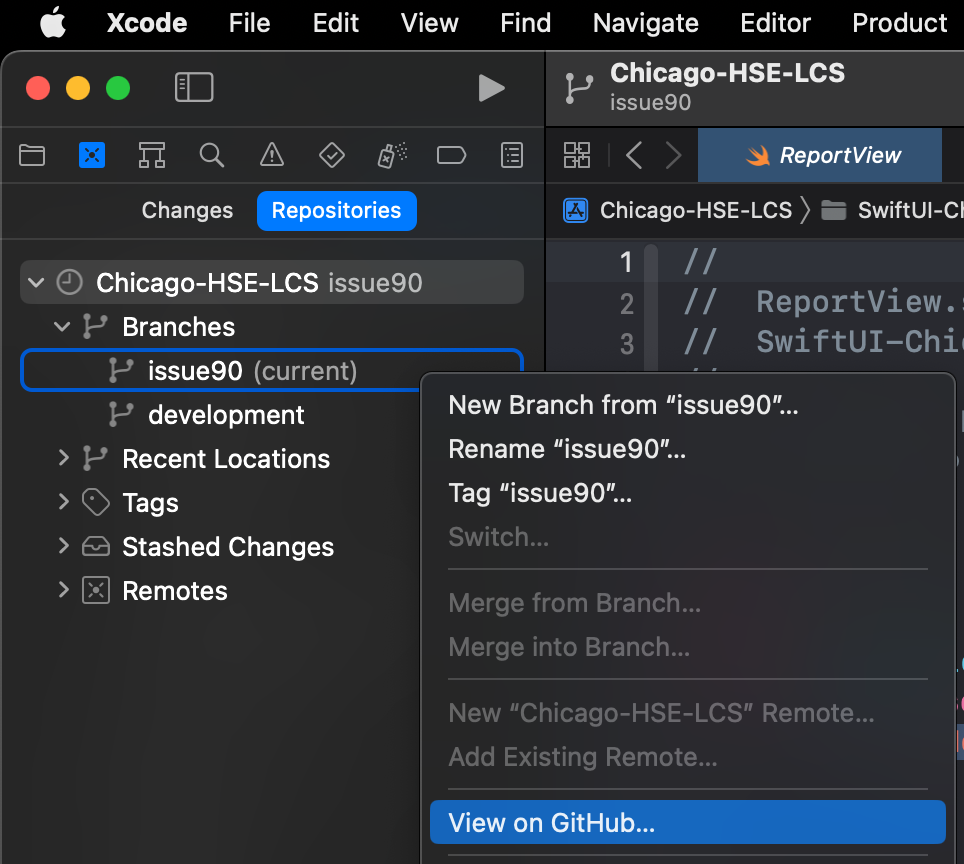 Xcode File Edit View Find Navigate Editor Product
Chicago-HSE-LCS
issue90
ReportView
Changes Repositories
Chicago-HSE-LCS SwiftUI-Ch
Chicago-HSE-LCS issue90
Branches
issue90 (current)
development
Recent Locations
Tags
Stashed Changes
Remotes
1 //
2 // ReportView.
3 // SwiftUI-Chic
New Branch from “issue90”...
Rename “issue90”...
Tag “issue90”...
Switch...
Merge from Branch...
Merge into Branch...
New “Chicago-HSE-LCS” Remote...
Add Existing Remote...
View on GitHub...